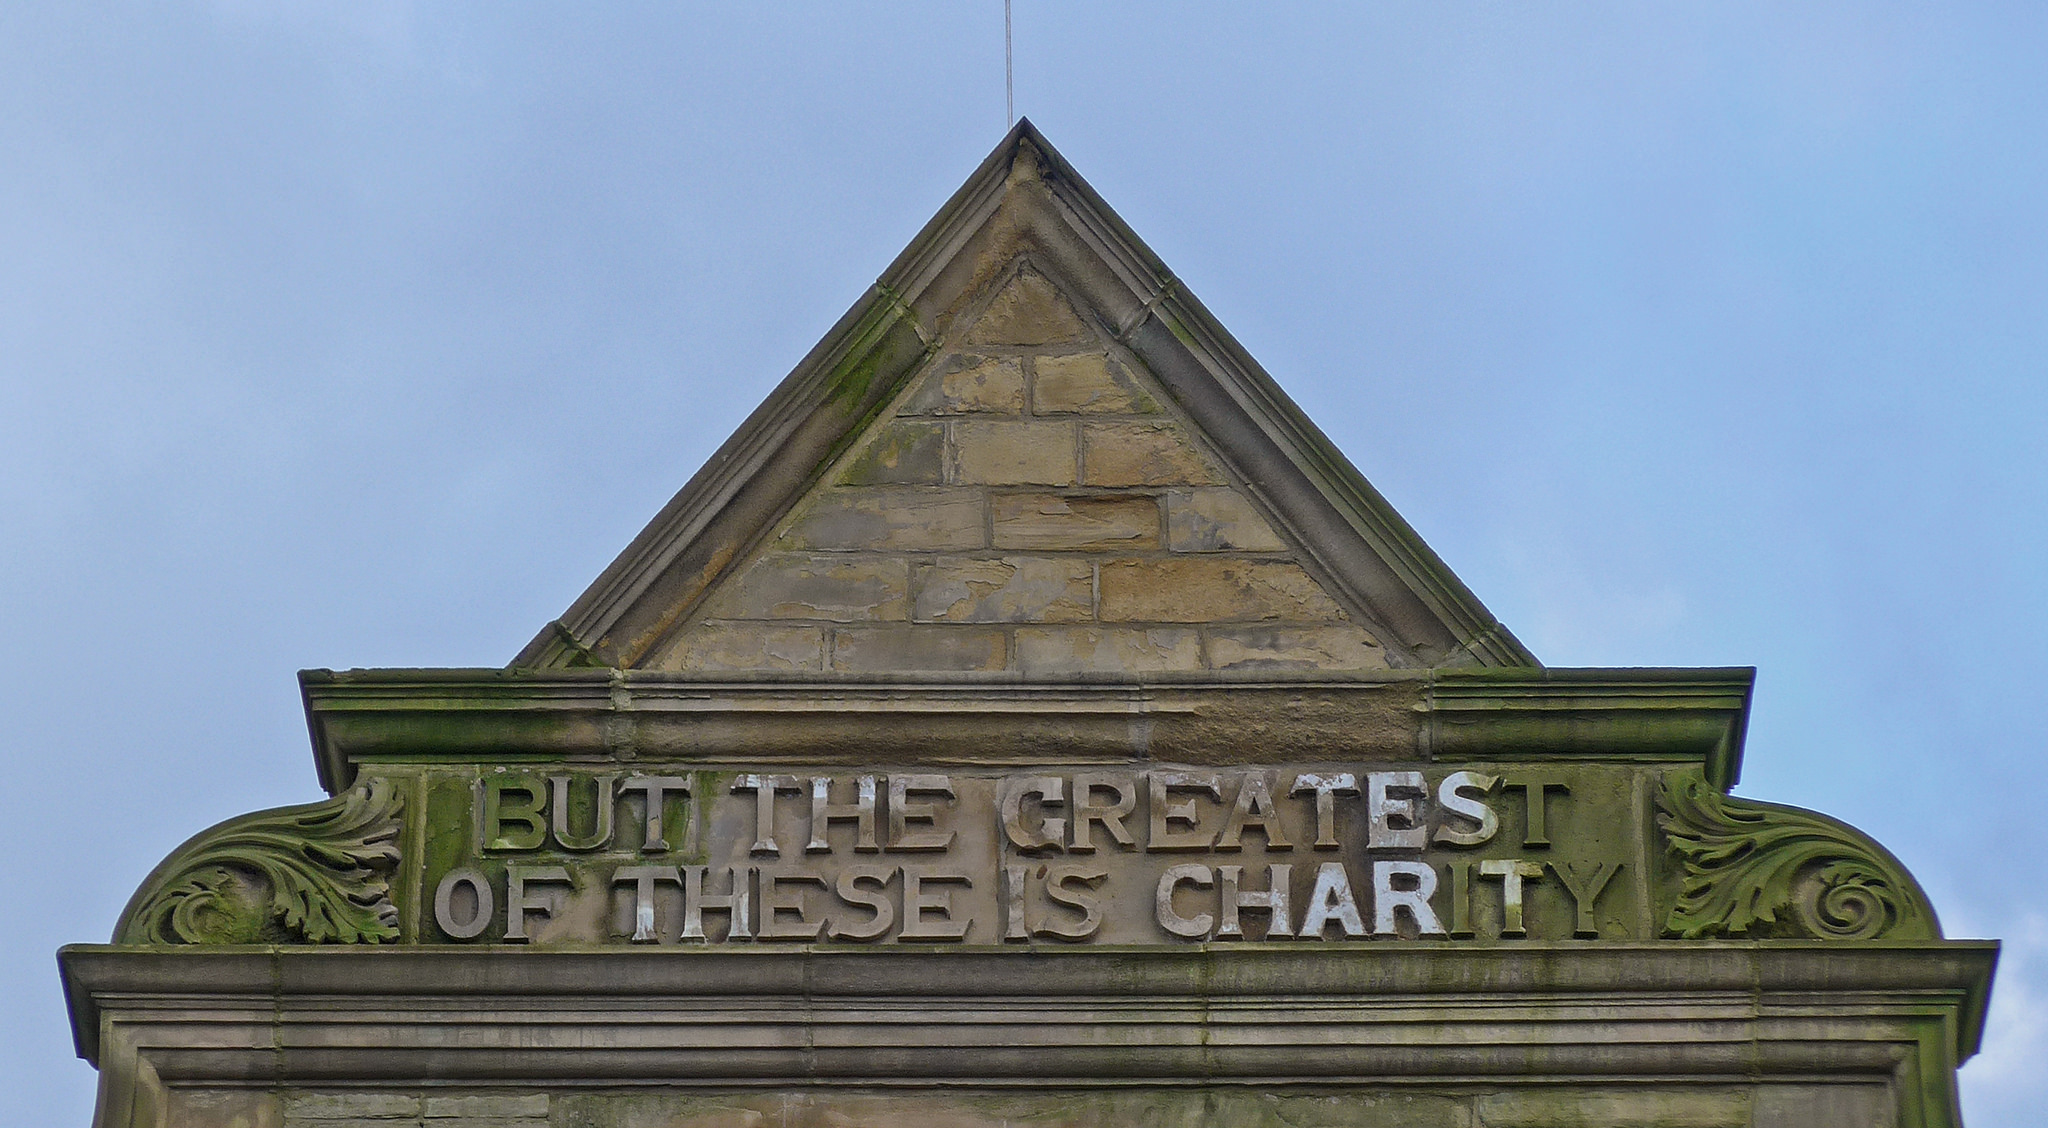 BUT THE GREATEST
OF THESE IS CHARITY